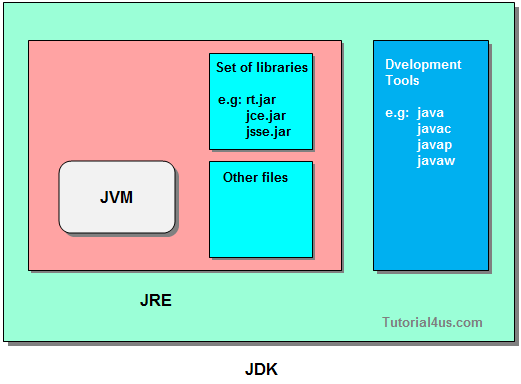 Set of libraries
e.g: rt.jar
jce.jar
jsse.jar
JVM
Other files
Dvelopment
Tools
e.g: java
javac
javap
javaw
JRE
Tutorial4us.com
JDK